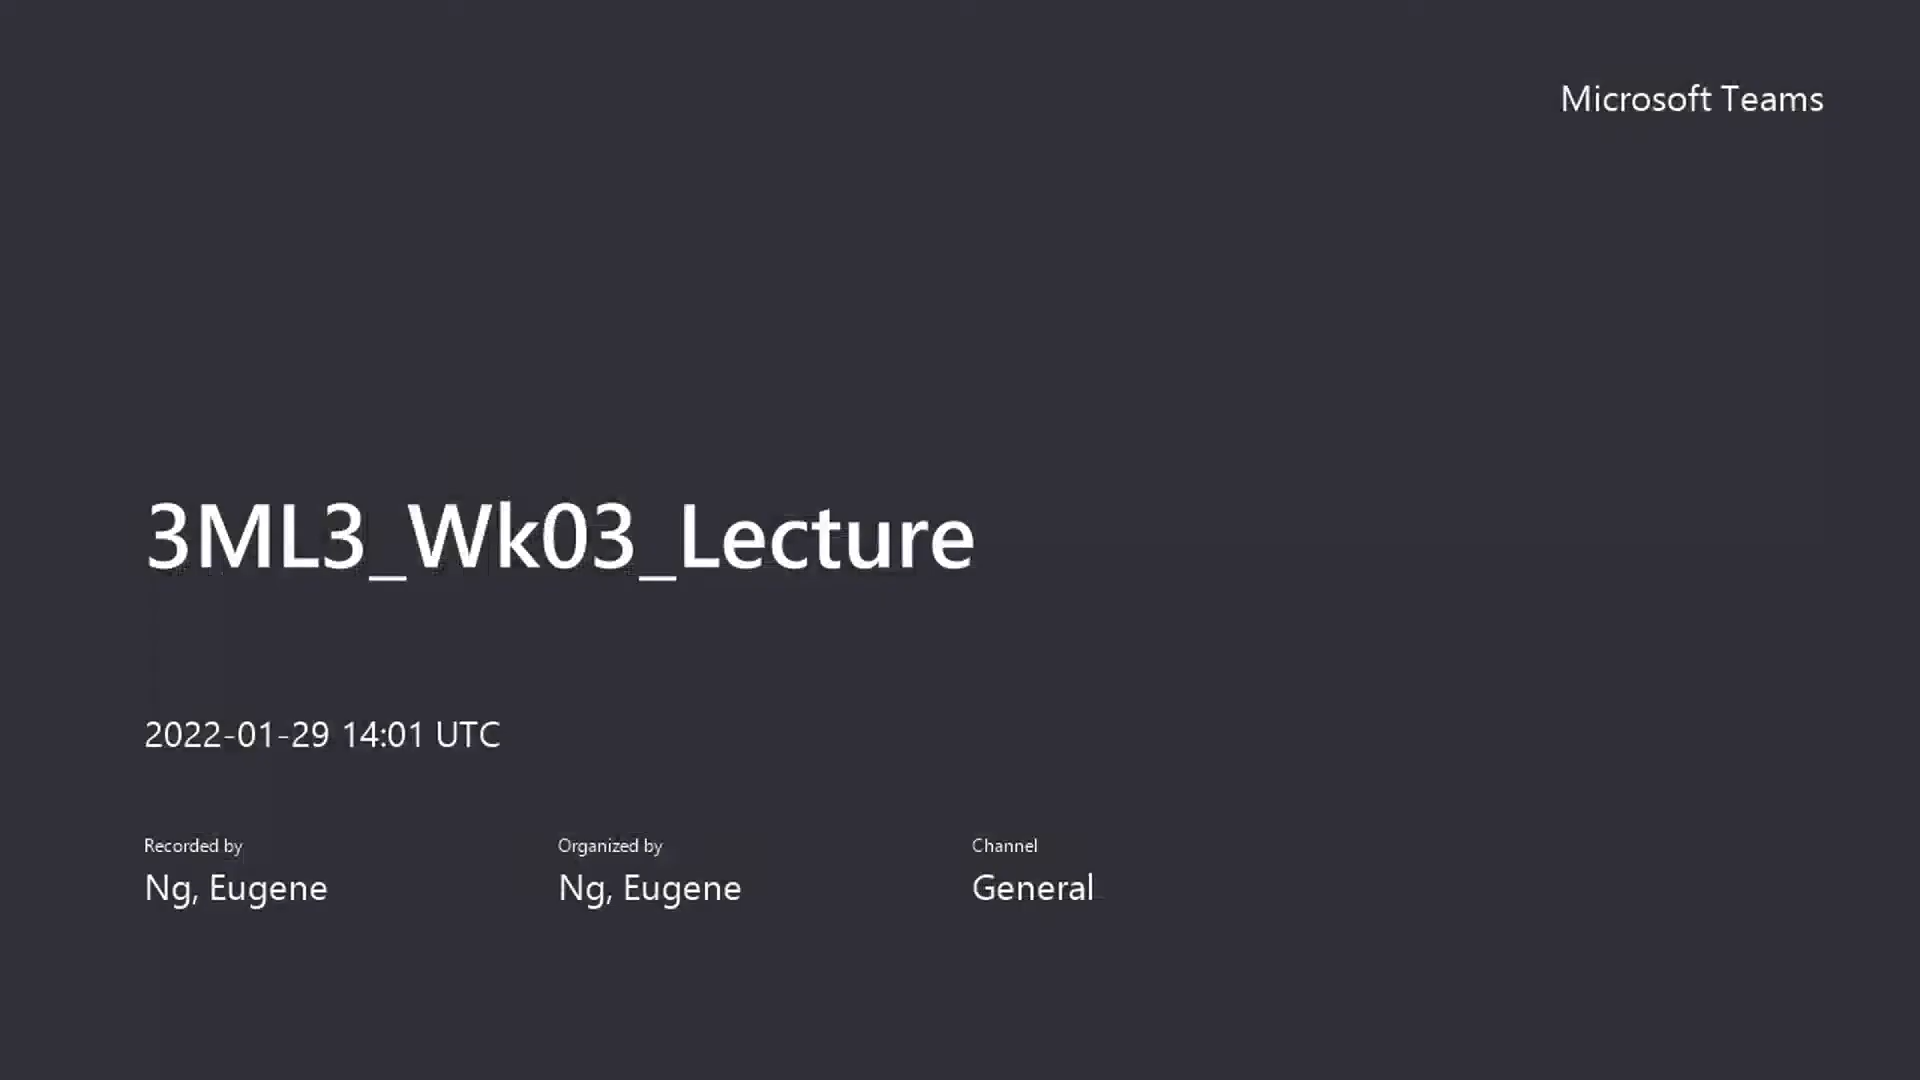 Microsoft Teams
3ML3_Wk03_Lecture
2022-01-29 14:01 UTC
Recorded by
Ng, Eugene
Organized by
Ng, Eugene
Channel
General